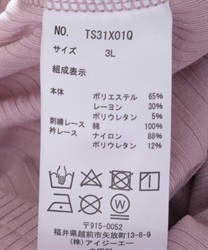 NO. TS31X01Q
サイズ 3L
組成表示
本体 ポリエステル 65%
レーヨン 30%
ポリウレタン 5%
刺繍レース 綿 100%
衿レース ナイロン 88%
ポリウレタン 12%
〒915-0052
福井県越前市矢放町13-8-9
株式会社アイジーエー